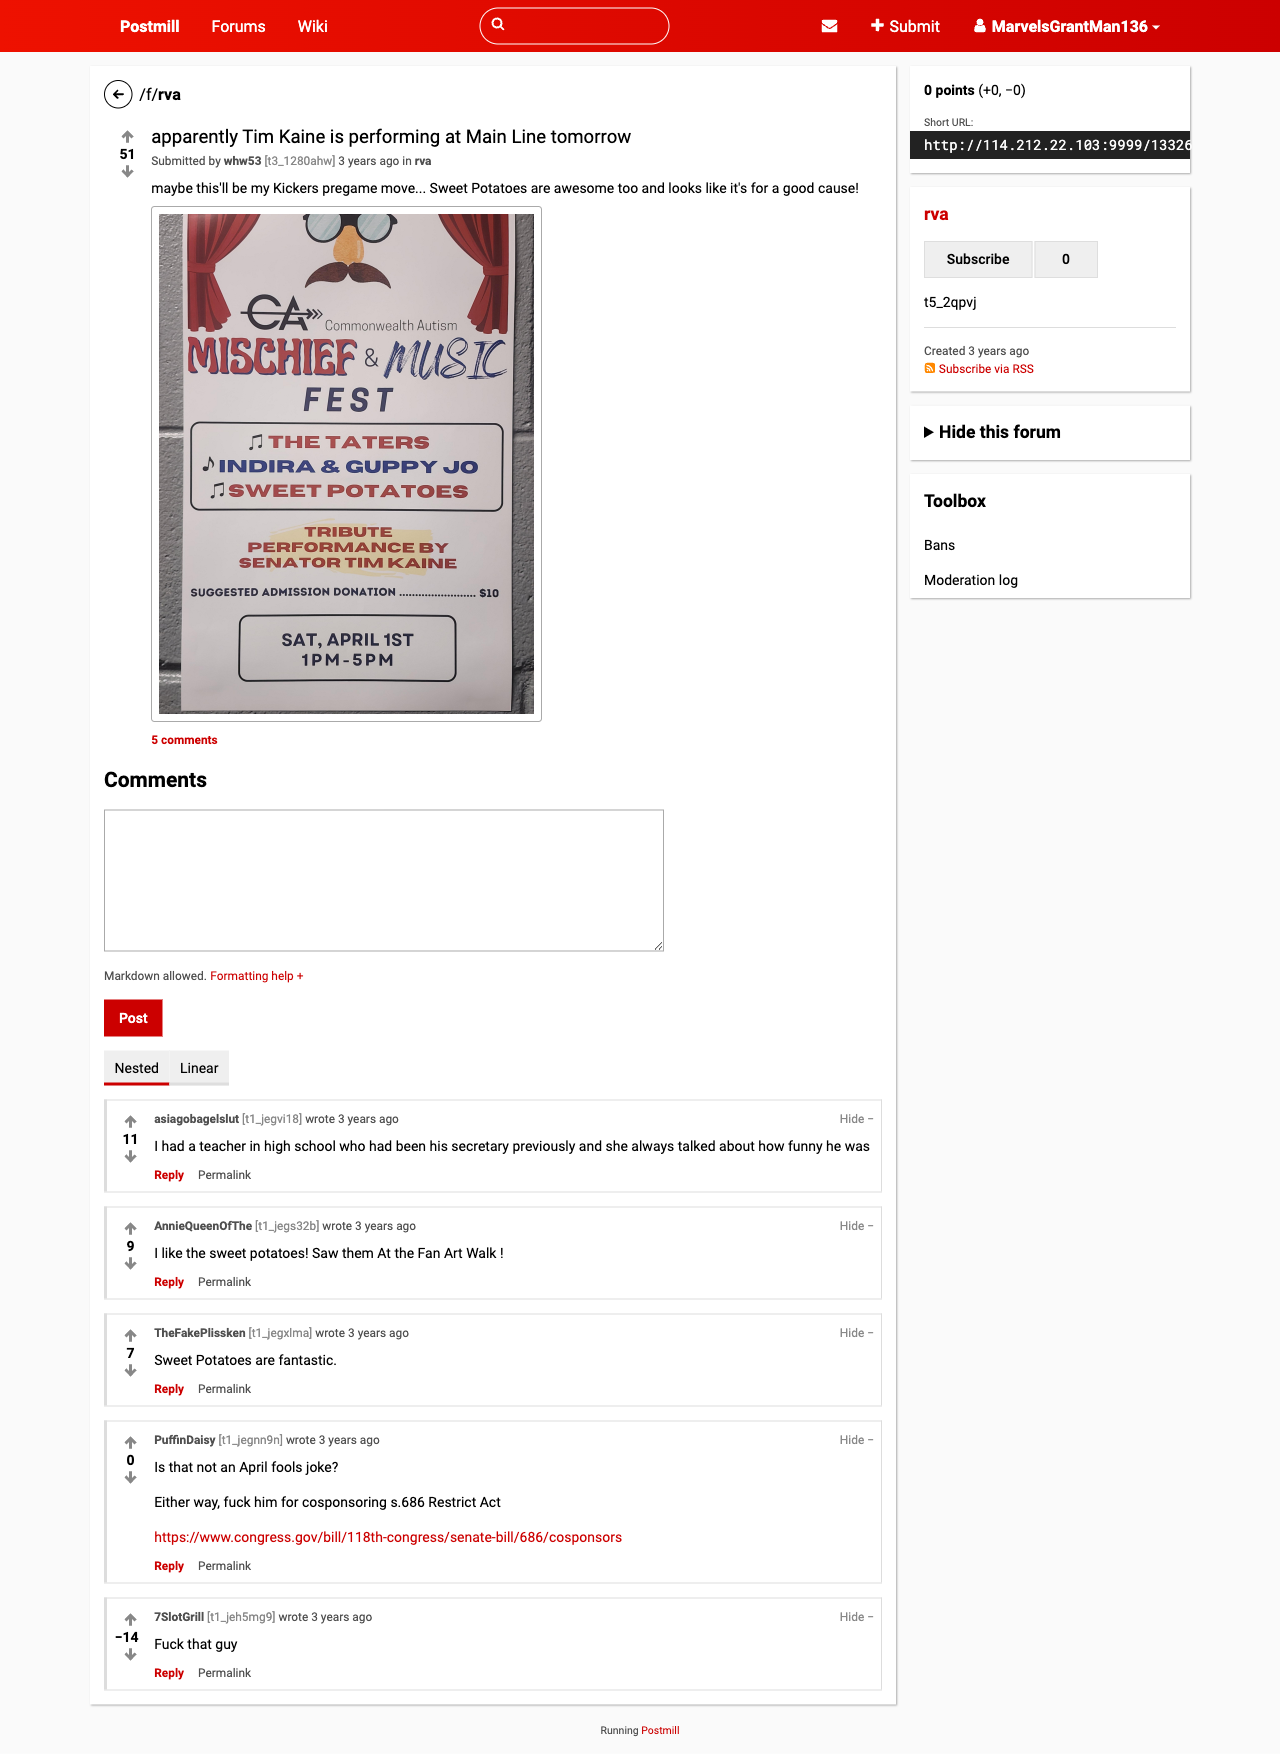 Postmill
Forums
Wiki
Submit
MarvelsGrantMan136
/f/rva
51
apparently Tim Kaine is performing at Main Line tomorrow
Submitted by whw53 [t3_1280ahw] 3 years ago in rva
maybe this'll be my Kickers pregame move... Sweet Potatoes are awesome too and looks like it's for a good cause!
CA Commonwealth Autism
MISCHIEF & MUSIC
FEST
THE TATERS
INDIRA & GUPPY JO
SWEET POTATOES
TRIBUTE
PERFORMANCE BY
SENATOR TIM KAINE
SUGGESTED ADMISSION DONATION ........................ $10
SAT, APRIL 1ST
1PM-5PM
5 comments
Comments
Markdown allowed. Formatting help +
Post
Nested
Linear
asiagobagelslut [t1_jegvi18] wrote 3 years ago
Hide −
11
I had a teacher in high school who had been his secretary previously and she always talked about how funny he was
Reply Permalink
AnnieQueenOfThe [t1_jegs32b] wrote 3 years ago
Hide −
9
I like the sweet potatoes! Saw them At the Fan Art Walk !
Reply Permalink
TheFakePlissken [t1_jegxlma] wrote 3 years ago
Hide −
7
Sweet Potatoes are fantastic.
Reply Permalink
PuffinDaisy [t1_jegnn9n] wrote 3 years ago
Hide −
0
Is that not an April fools joke?
Either way, fuck him for cosponsoring s.686 Restrict Act
https://www.congress.gov/bill/118th-congress/senate-bill/686/cosponsors
Reply Permalink
7SlotGrill [t1_jeh5mg9] wrote 3 years ago
Hide −
−14
Fuck that guy
Reply Permalink
0 points (+0, −0)
Short URL:
http://114.212.22.103:9999/13326
rva
Subscribe
0
t5_2qpvj
Created 3 years ago
Subscribe via RSS
Hide this forum
Toolbox
Bans
Moderation log
Running Postmill